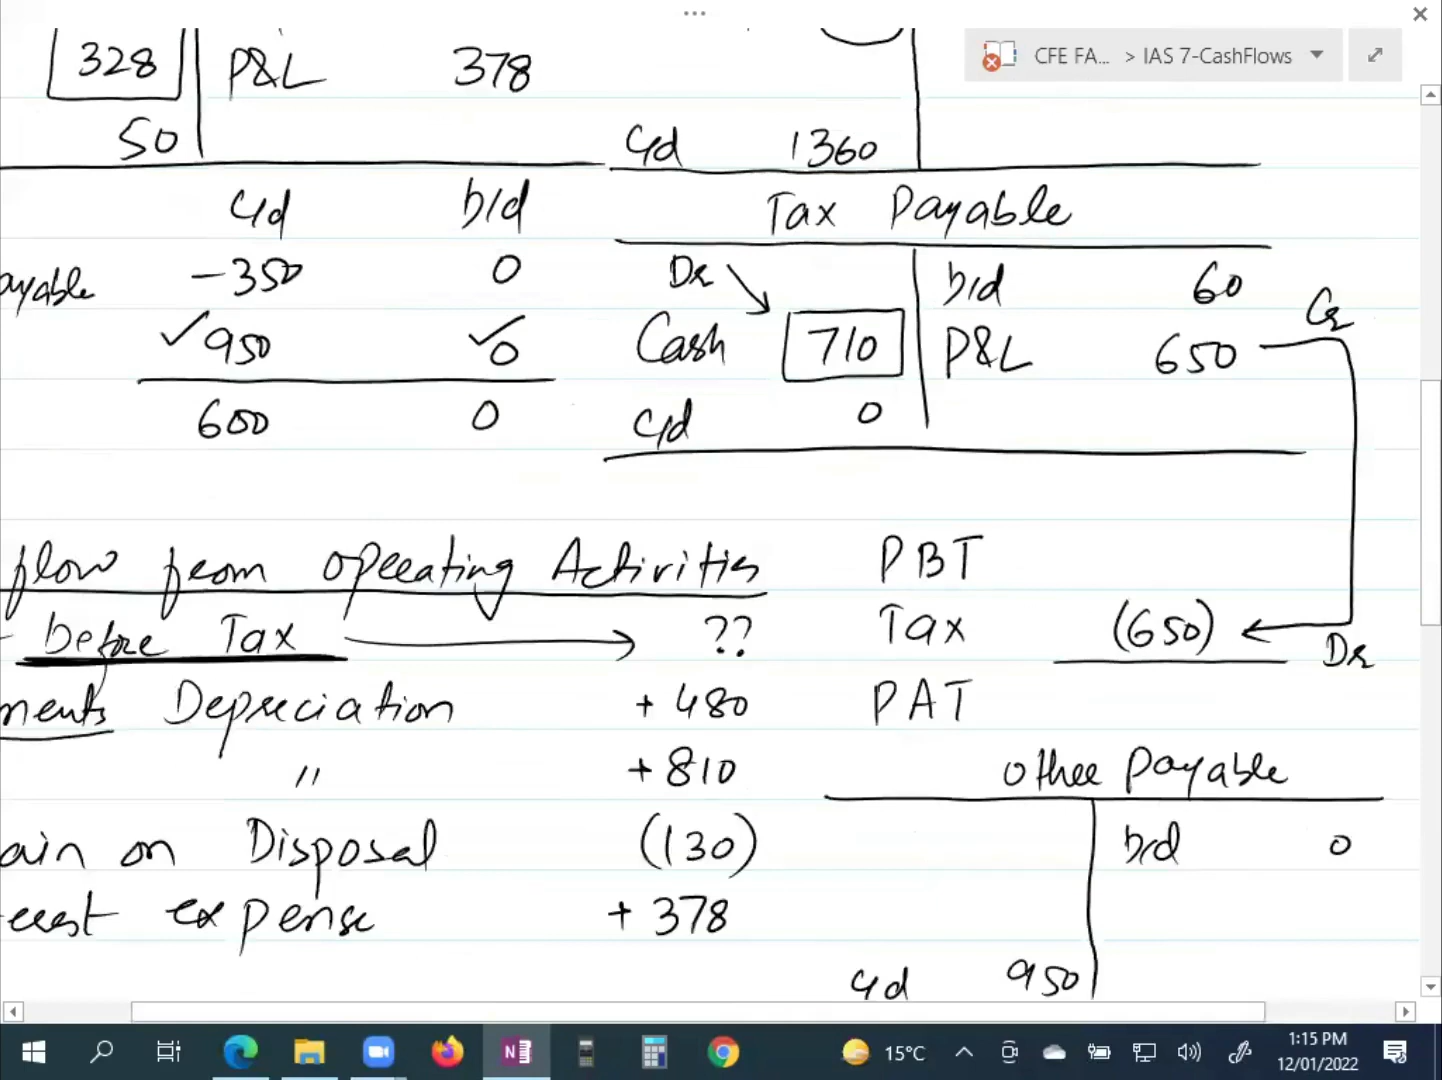 CFE FA... > IAS 7-CashFlows
328 P&L 378
50
c/d 1360
c/d b/d
Tax Payable
ayable -350 0
Dr
b/d 60
Cr
✓950 ✓0
Cash 710 P&L 650
600 0
c/d 0
flow from operating Activities
PBT
before Tax ??
Tax (650)
Dr
ments Depreciation + 480
PAT
" + 810
other Payable
ain on Disposal (130)
b/d 0
erest expense + 378
c/d 950
15°C
1:15 PM
12/01/2022